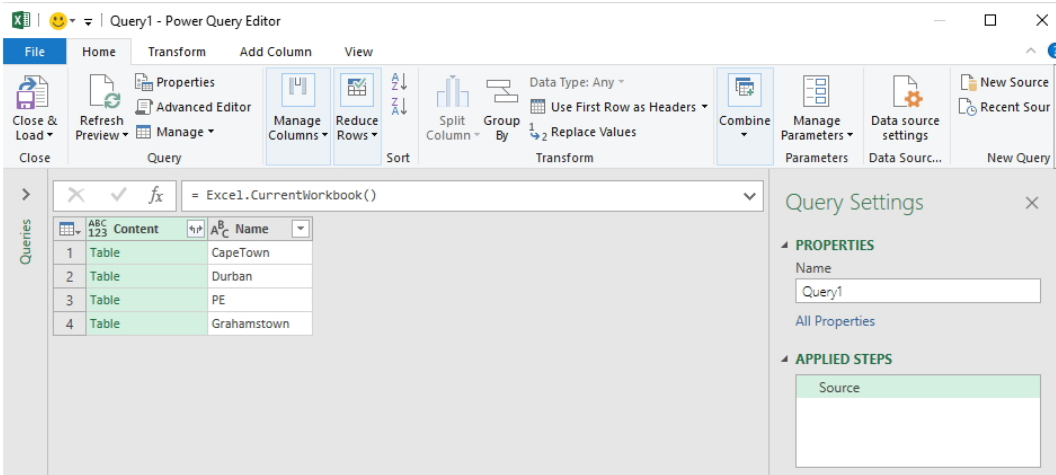 Query1 - Power Query Editor
File Home Transform Add Column View
Close & Load
Close
Refresh Preview
Properties
Advanced Editor
Manage
Query
Manage Columns
Reduce Rows
Sort
Split Column
Group By
Data Type: Any
Use First Row as Headers
Replace Values
Transform
Combine
Manage Parameters
Parameters
Data source settings
Data Sourc...
New Source
Recent Sour
New Query
Queries
fx = Excel.CurrentWorkbook()
ABC 123 Content ABC Name
1 Table CapeTown
2 Table Durban
3 Table PE
4 Table Grahamstown
Query Settings
PROPERTIES
Name
Query1
All Properties
APPLIED STEPS
Source